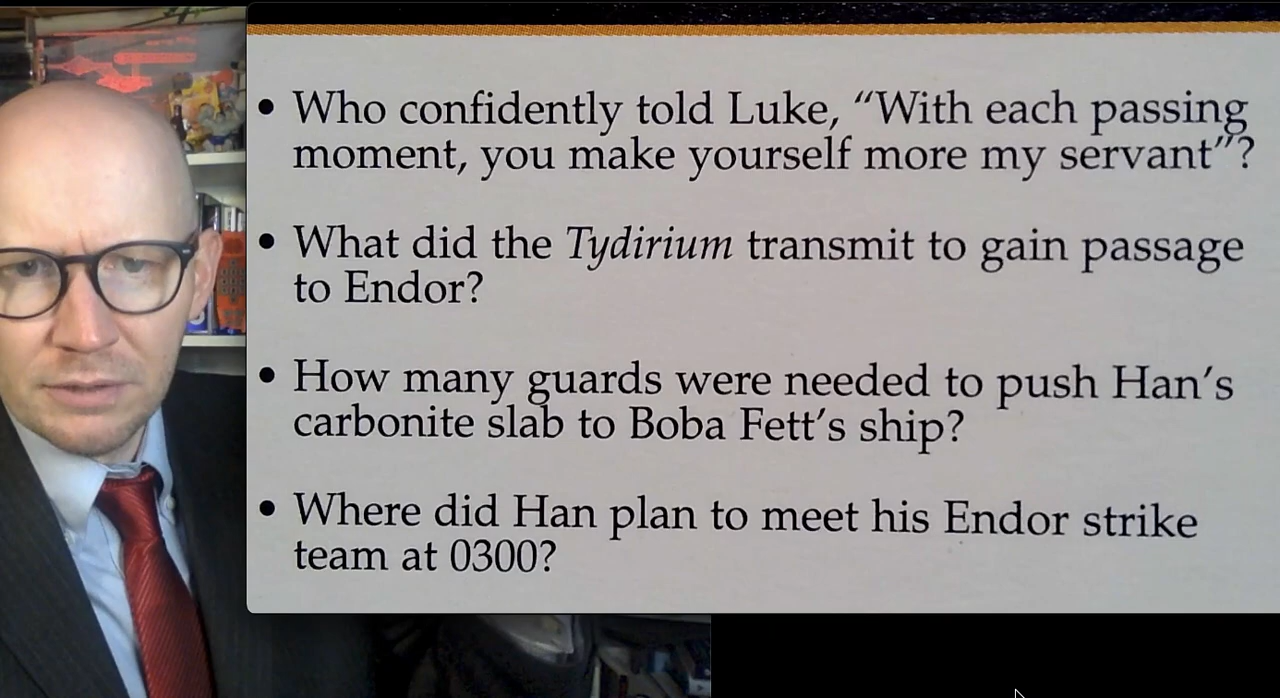 • Who confidently told Luke, “With each passing
moment, you make yourself more my servant”?
• What did the Tydirium transmit to gain passage
to Endor?
• How many guards were needed to push Han’s
carbonite slab to Boba Fett’s ship?
• Where did Han plan to meet his Endor strike
team at 0300?